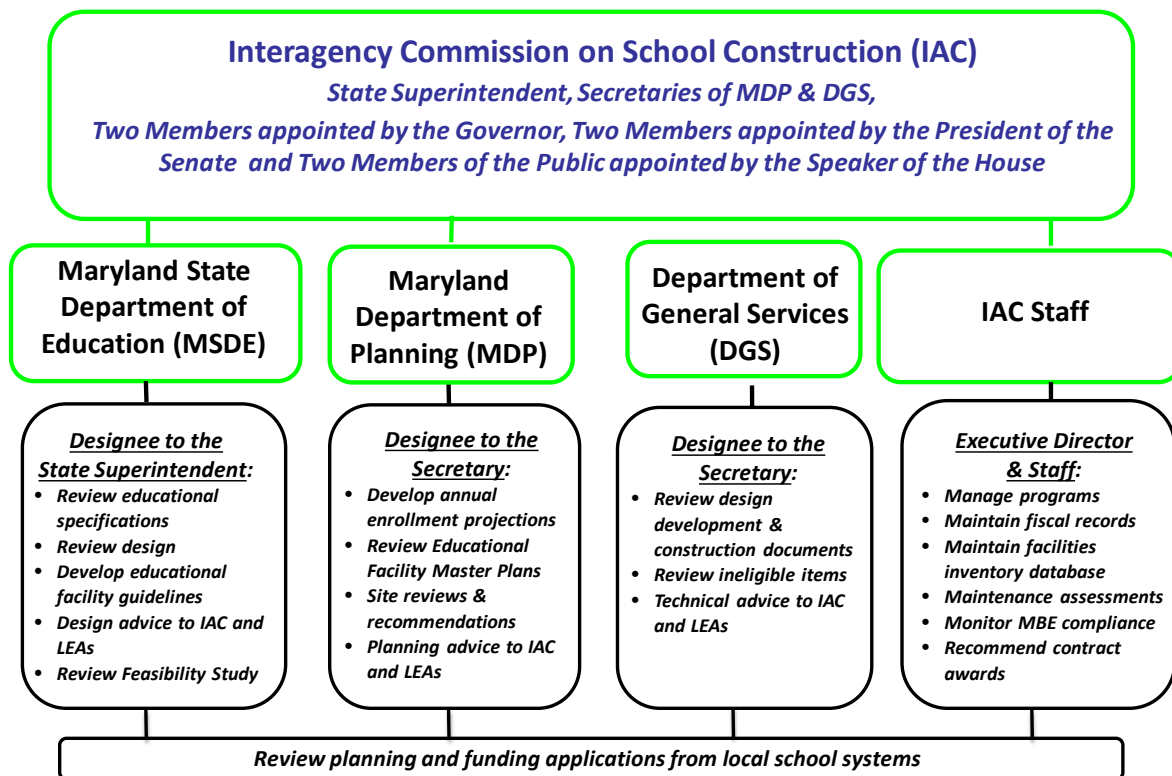 Interagency Commission on School Construction (IAC)
State Superintendent, Secretaries of MDP & DGS,
Two Members appointed by the Governor, Two Members appointed by the President of the
Senate and Two Members of the Public appointed by the Speaker of the House
Maryland State
Department of
Education (MSDE)
Maryland
Department of
Planning (MDP)
Department of
General Services
(DGS)
IAC Staff
Designee to the
State Superintendent:
• Review educational
specifications
• Review design
• Develop educational
facility guidelines
• Design advice to IAC and
LEAs
• Review Feasibility Study
Designee to the
Secretary:
• Develop annual
enrollment projections
• Review Educational
Facility Master Plans
• Site reviews &
recommendations
• Planning advice to IAC
and LEAs
Designee to the
Secretary:
• Review design
development &
construction documents
• Review ineligible items
• Technical advice to IAC
and LEAs
Executive Director
& Staff:
• Manage programs
• Maintain fiscal records
• Maintain facilities
inventory database
• Maintenance assessments
• Monitor MBE compliance
• Recommend contract
awards
Review planning and funding applications from local school systems